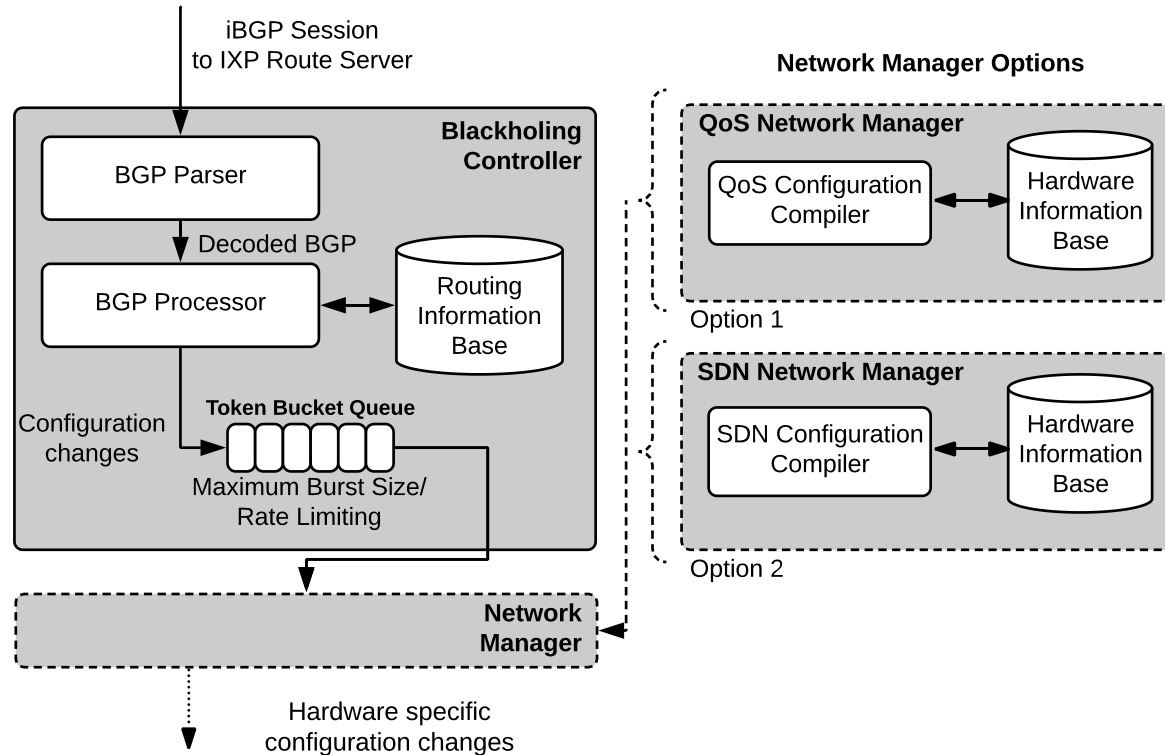 iBGP Session
to IXP Route Server
Blackholing
Controller
BGP Parser
Decoded BGP
BGP Processor
Routing
Information
Base
Configuration
changes
Token Bucket Queue
Maximum Burst Size/
Rate Limiting
Network
Manager
Hardware specific
configuration changes
Network Manager Options
QoS Network Manager
QoS Configuration
Compiler
Hardware
Information
Base
Option 1
SDN Network Manager
SDN Configuration
Compiler
Hardware
Information
Base
Option 2